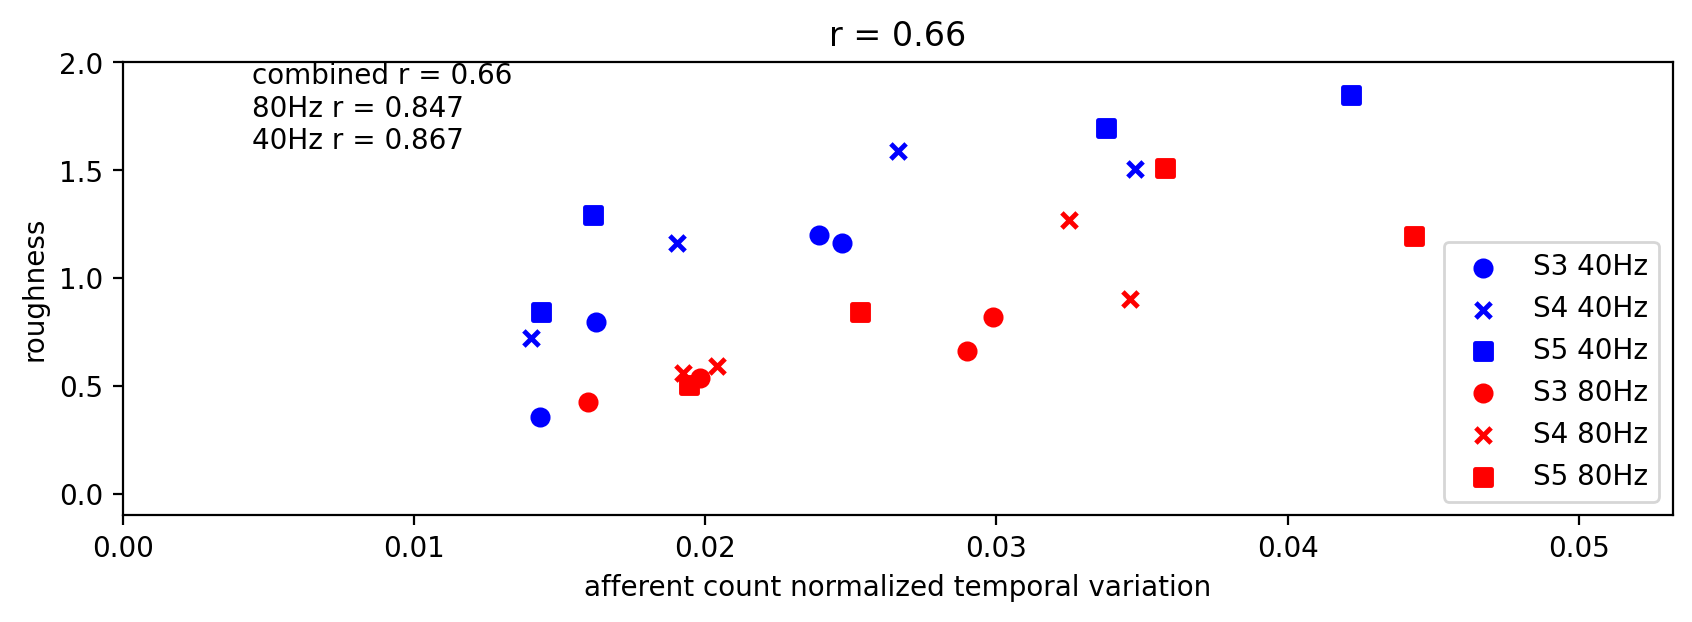 r = 0.66
combined r = 0.66
80Hz r = 0.847
40Hz r = 0.867
2.0
1.5
1.0
0.5
0.0
roughness
S3 40Hz
S4 40Hz
S5 40Hz
S3 80Hz
S4 80Hz
S5 80Hz
0.00 0.01 0.02 0.03 0.04 0.05
afferent count normalized temporal variation